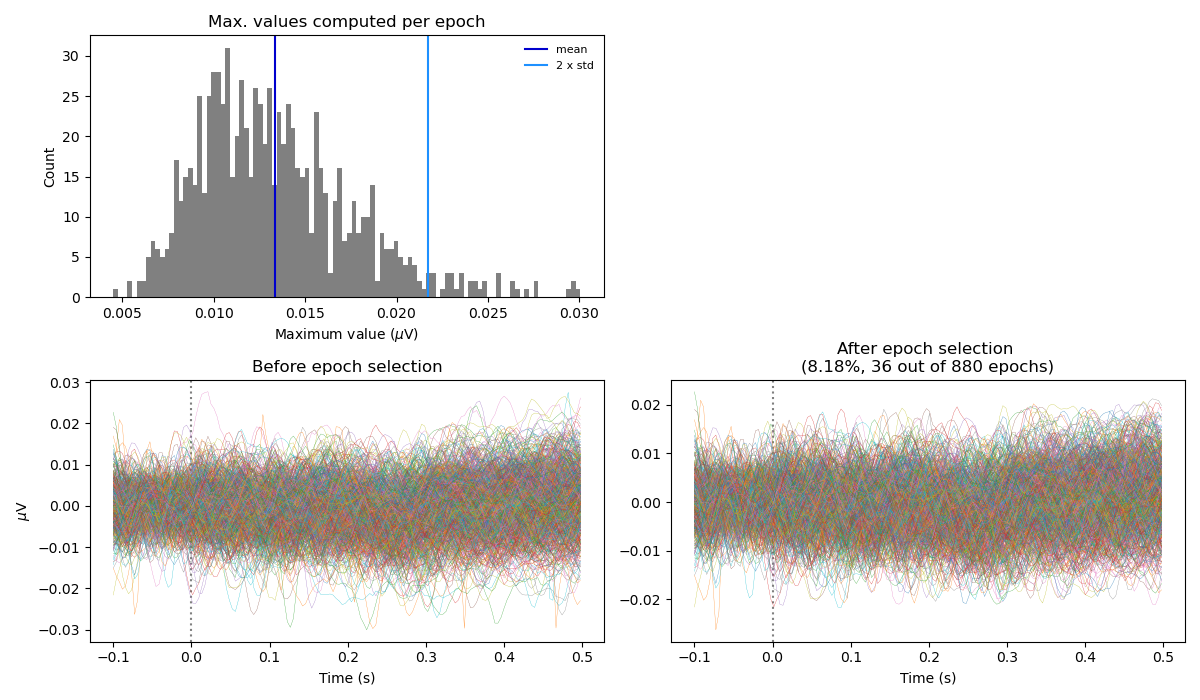 Max. values computed per epoch
mean
2 x std
Count
30
25
20
15
10
5
0
0.005 0.010 0.015 0.020 0.025 0.030
Maximum value (μV)
Before epoch selection
μV
0.03
0.02
0.01
0.00
−0.01
−0.02
−0.03
−0.1 0.0 0.1 0.2 0.3 0.4 0.5
Time (s)
After epoch selection
(8.18%, 36 out of 880 epochs)
0.02
0.01
0.00
−0.01
−0.02
−0.1 0.0 0.1 0.2 0.3 0.4 0.5
Time (s)